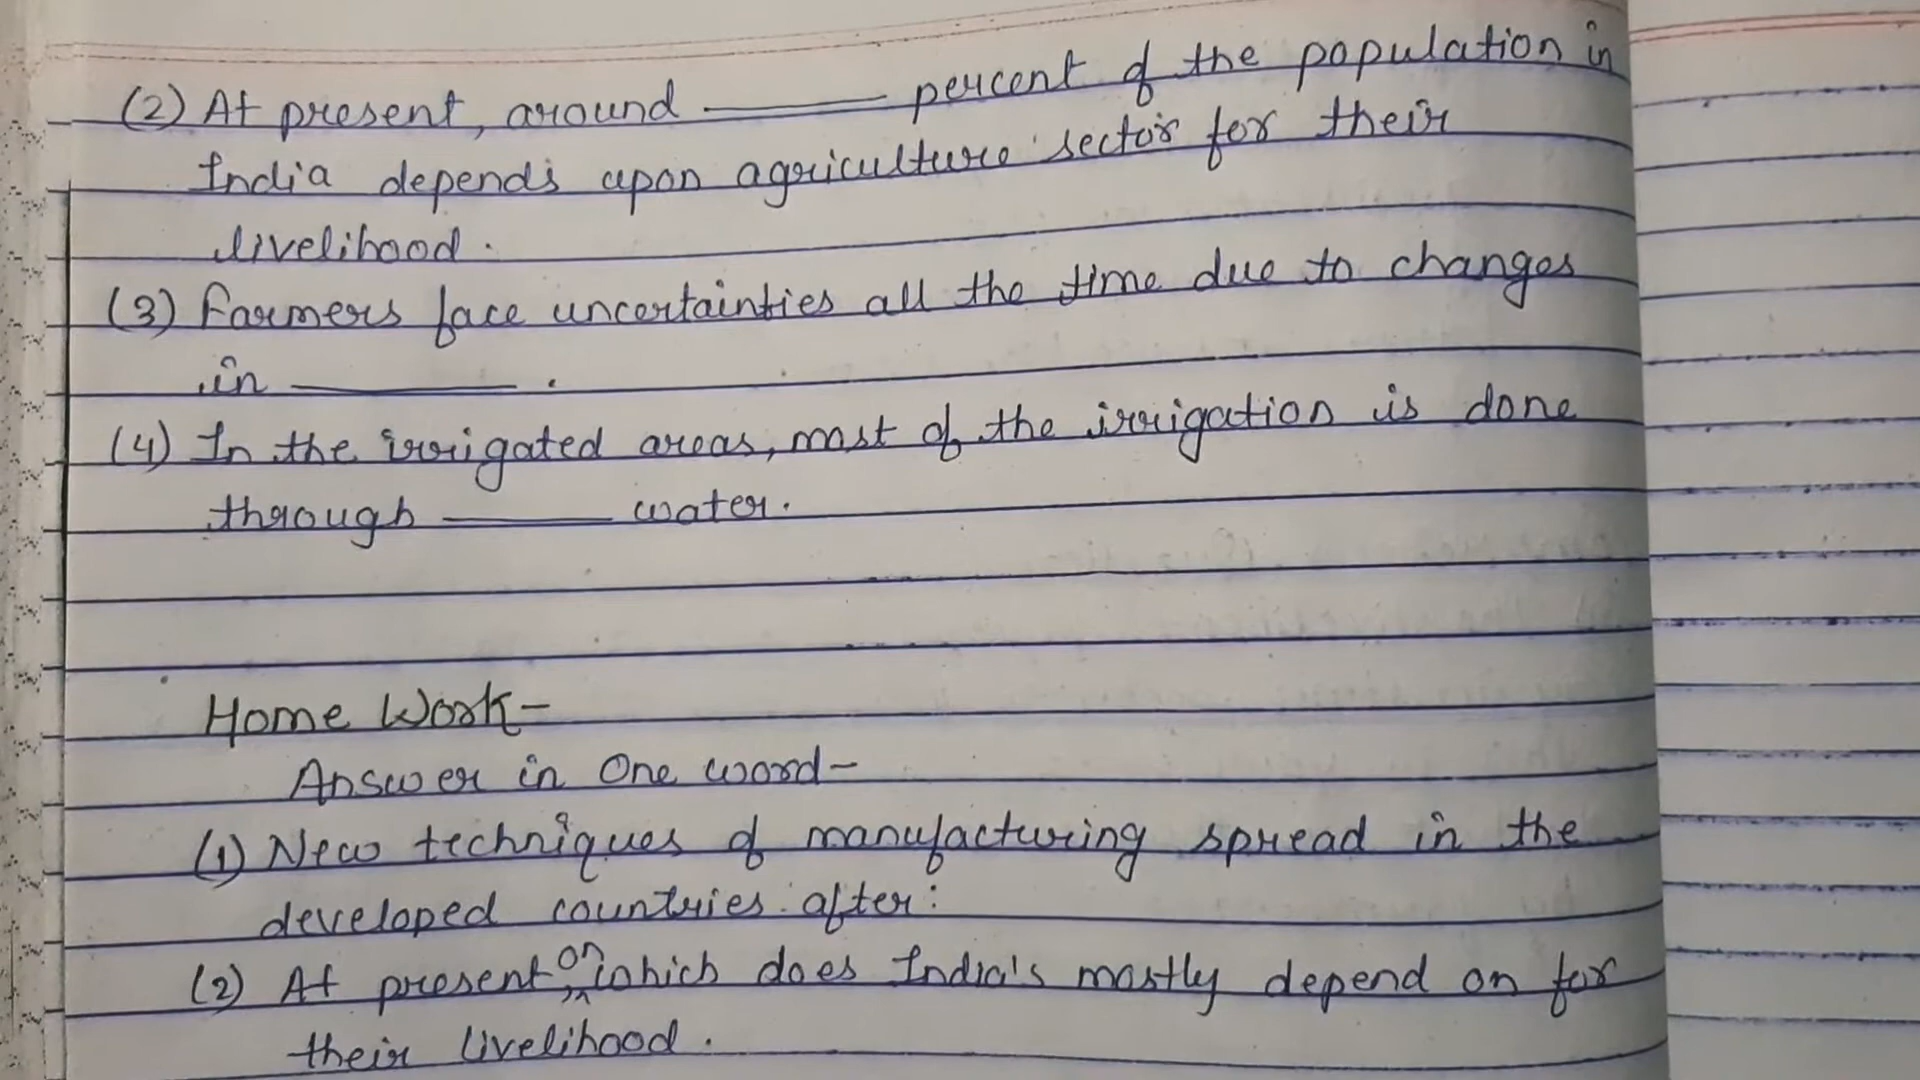 (2) At present, around ______ percent of the population in
India depends upon agriculture sector for their
livelihood.
(3) Farmers face uncertainties all the time due to changes
in ______ .
(4) In the irrigated areas, most of the irrigation is done
through ______ water.
Home Work-
Answer in One word-
(1) New techniques of manufacturing spread in the
developed countries after:
(2) At present, on which does India's mostly depend on for
their livelihood.